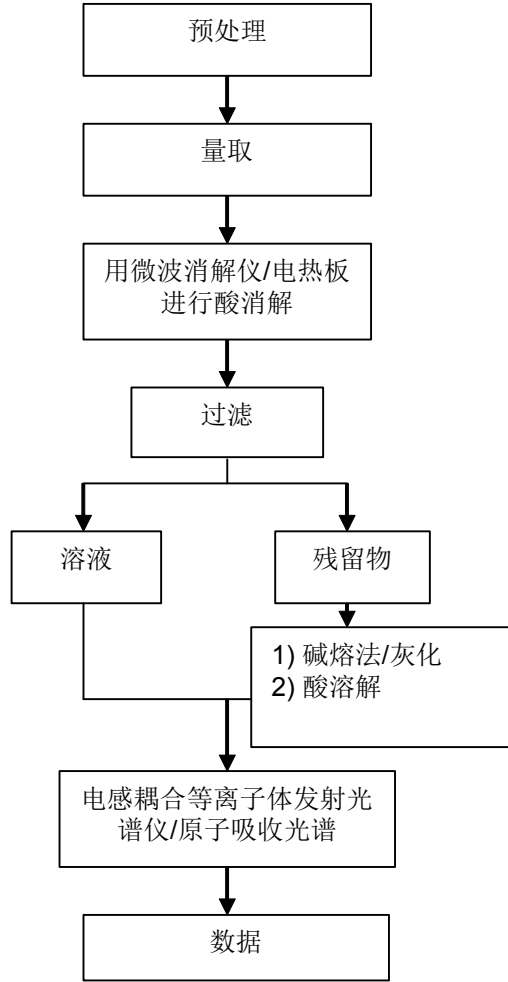 预处理
量取
用微波消解仪/电热板
进行酸消解
过滤
溶液
残留物
1) 碱熔法/灰化
2) 酸溶解
电感耦合等离子体发射光
谱仪/原子吸收光谱
数据